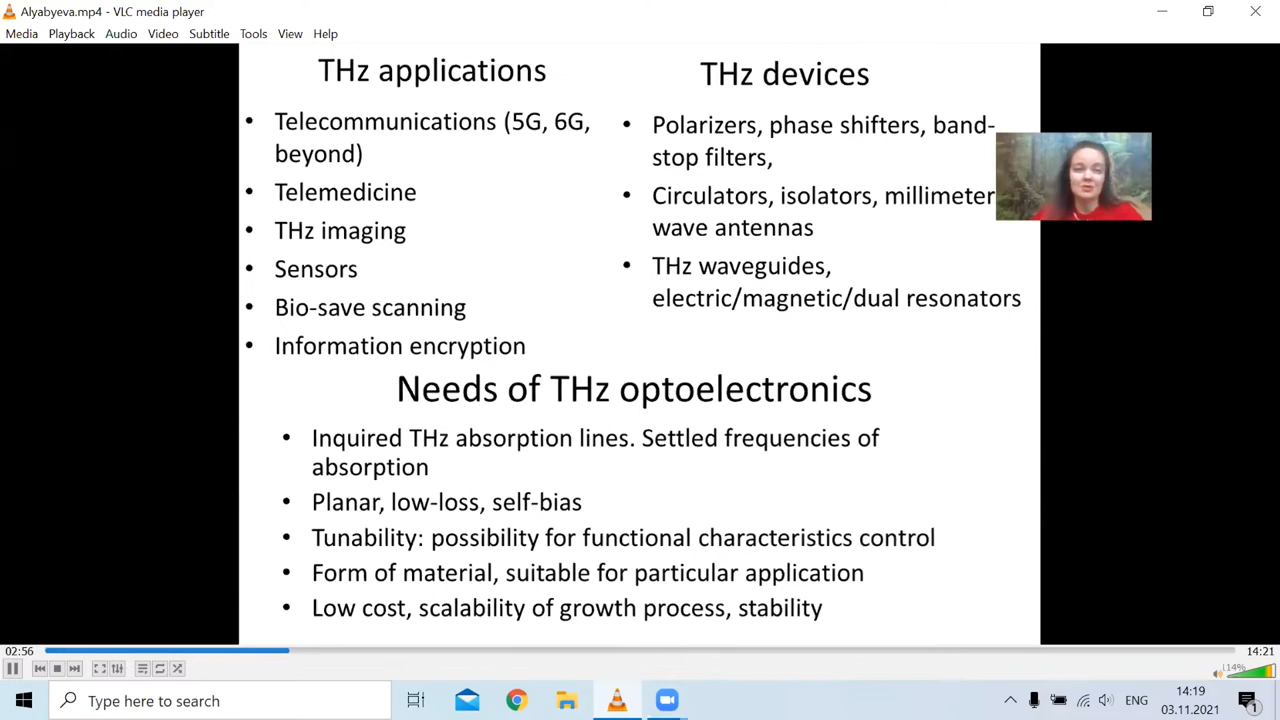 Alyabyeva.mp4 - VLC media player
Media Playback Audio Video Subtitle Tools View Help
THz applications
• Telecommunications (5G, 6G,
beyond)
• Telemedicine
• THz imaging
• Sensors
• Bio-save scanning
• Information encryption
THz devices
• Polarizers, phase shifters, band-
stop filters,
• Circulators, isolators, millimeter
wave antennas
• THz waveguides,
electric/magnetic/dual resonators
Needs of THz optoelectronics
• Inquired THz absorption lines. Settled frequencies of
absorption
• Planar, low-loss, self-bias
• Tunability: possibility for functional characteristics control
• Form of material, suitable for particular application
• Low cost, scalability of growth process, stability
02:56
14:21
114%
Type here to search
ENG
14:19
03.11.2021
1